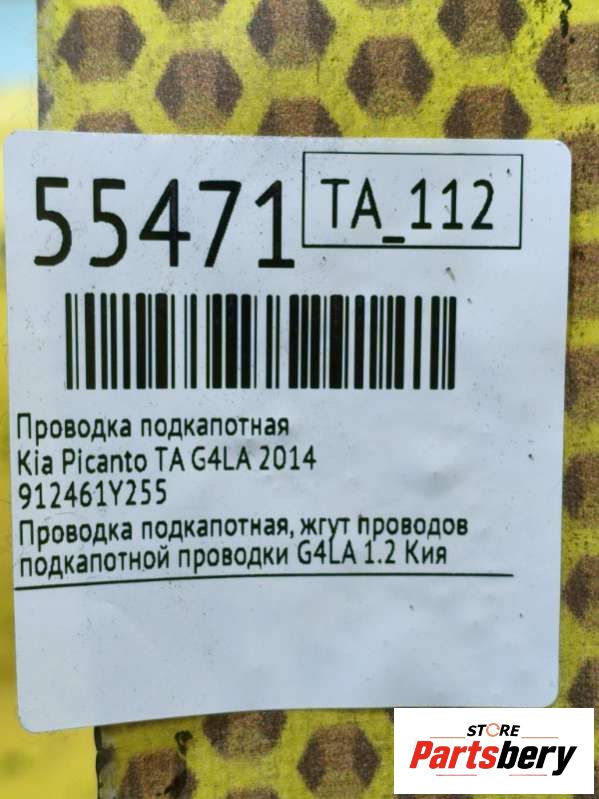 55471
TA_112
Проводка подкапотная
Kia Picanto TA G4LA 2014
912461Y255
Проводка подкапотная, жгут проводов
подкапотной проводки G4LA 1.2 Кия
STORE
Partsbery